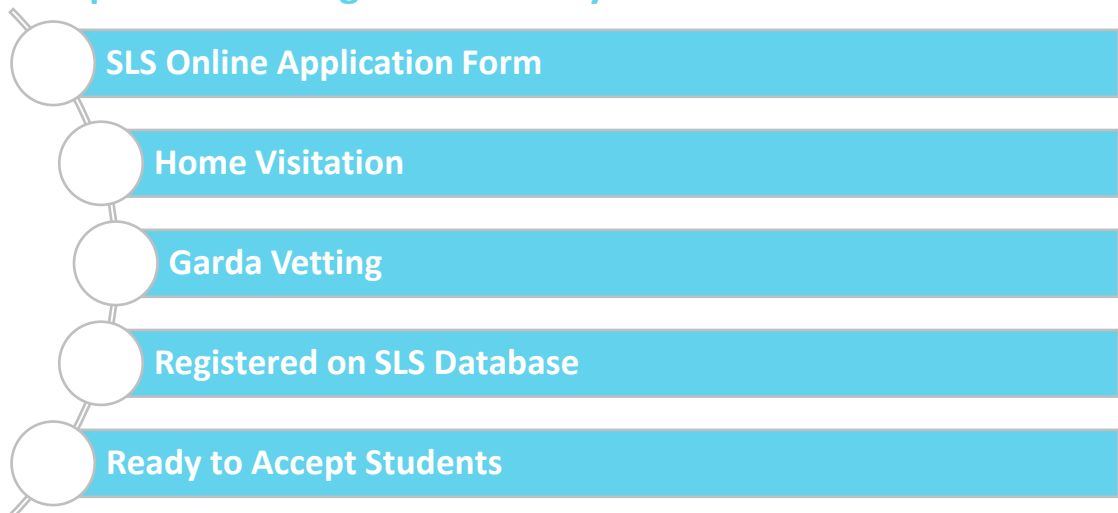 SLS Online Application Form
Home Visitation
Garda Vetting
Registered on SLS Database
Ready to Accept Students